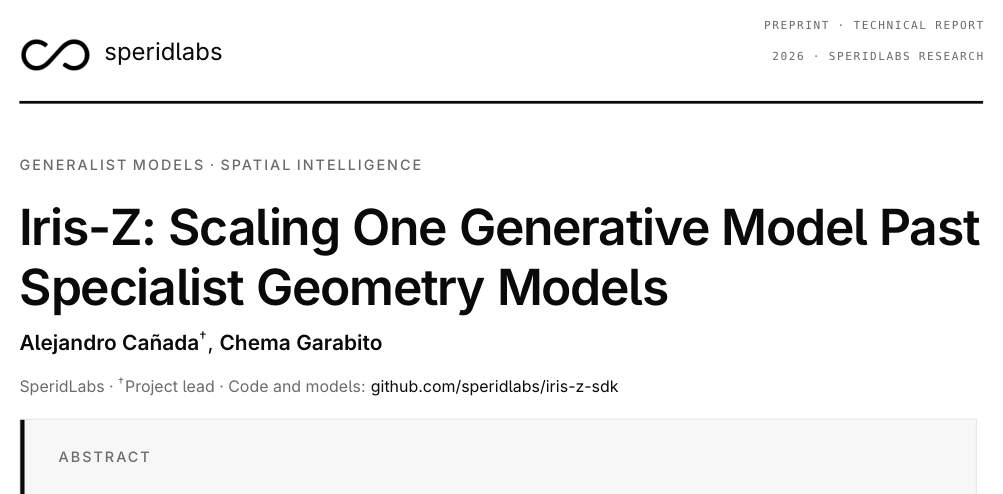 speridlabs
PREPRINT · TECHNICAL REPORT
2026 · SPERIDLABS RESEARCH
GENERALIST MODELS · SPATIAL INTELLIGENCE
Iris-Z: Scaling One Generative Model Past
Specialist Geometry Models
Alejandro Cañada†, Chema Garabito
SperidLabs · †Project lead · Code and models: github.com/speridlabs/iris-z-sdk
ABSTRACT